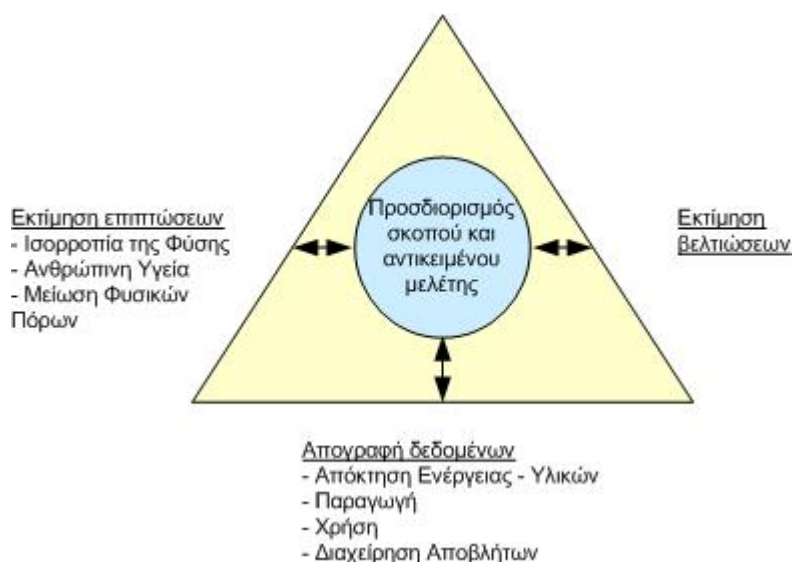 Προσδιορισμός
σκοπού και
αντικειμένου
μελέτης
Εκτίμηση επιπτώσεων
- Ισορροπία της Φύσης
- Ανθρώπινη Υγεία
- Μείωση Φυσικών
Πόρων
Εκτίμηση
βελτιώσεων
Απογραφή δεδομένων
- Απόκτηση Ενέργειας - Υλικών
- Παραγωγή
- Χρήση
- Διαχείρηση Αποβλήτων